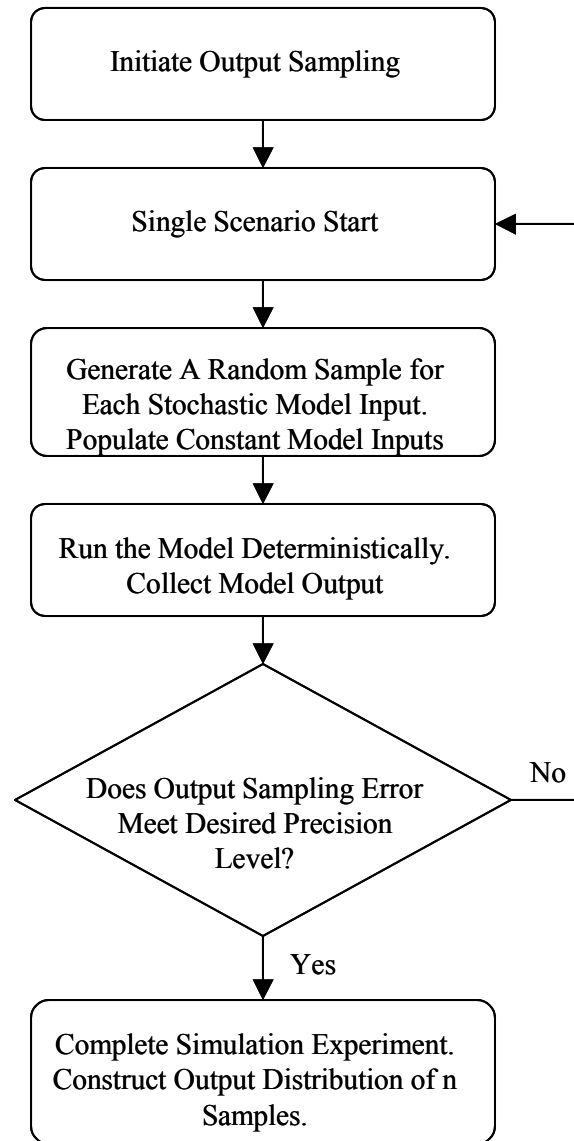 Initiate Output Sampling
Single Scenario Start
Generate A Random Sample for
Each Stochastic Model Input.
Populate Constant Model Inputs
Run the Model Deterministically.
Collect Model Output
Does Output Sampling Error
Meet Desired Precision
Level?
No
Yes
Complete Simulation Experiment.
Construct Output Distribution of n
Samples.